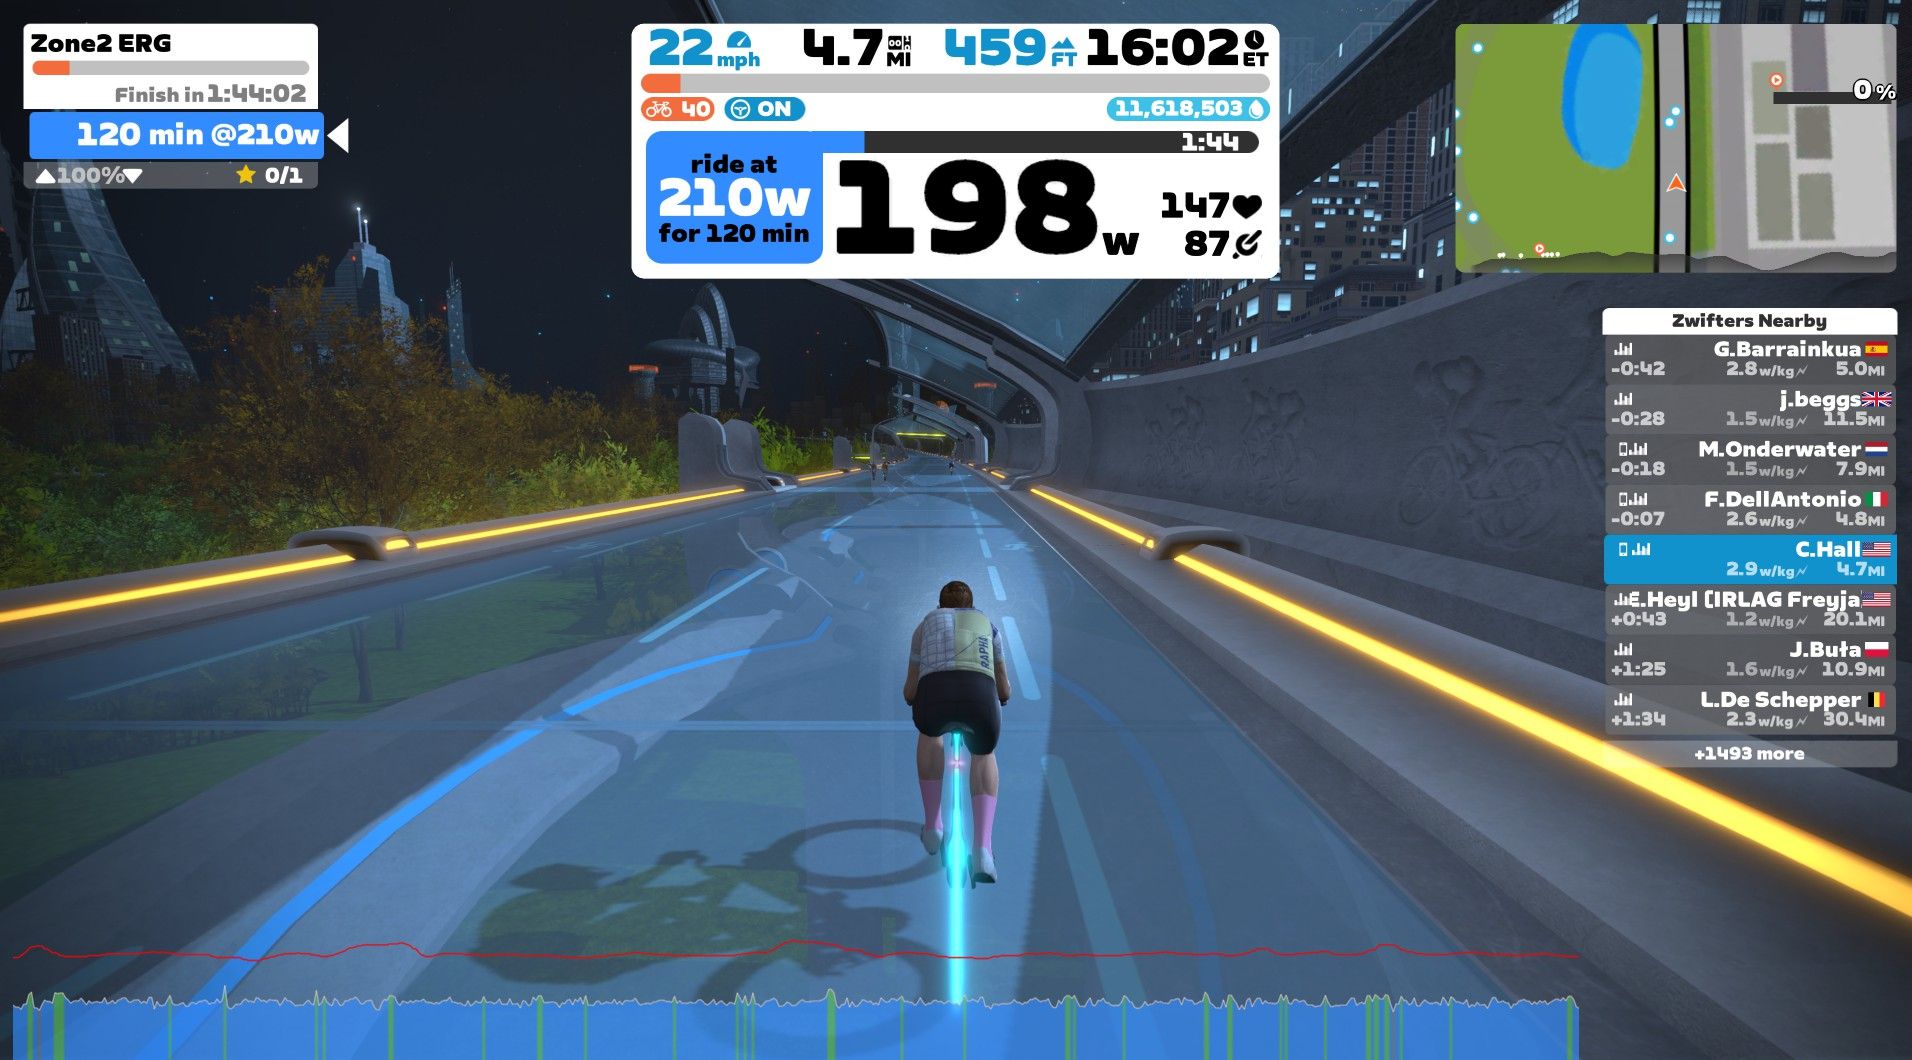 Zone2 ERG
Finish in 1:44:02
120 min @210w
100%
0/1
22 mph 4.7 MI 459 FT 16:02 ET
40 ON 11,618,503
1:44
ride at
210w
for 120 min
198 w
147
87
0 %
Zwifters Nearby
G.Barrainkua
-0:42 2.8 w/kg 5.0 MI
j.beggs
-0:28 1.5 w/kg 11.5 MI
M.Onderwater
-0:18 1.5 w/kg 7.9 MI
F.DellAntonio
-0:07 2.6 w/kg 4.8 MI
C.Hall
2.9 w/kg 4.7 MI
E.Heyl (IRLAG Freyja
+0:43 1.2 w/kg 20.1 MI
J.Buła
+1:25 1.6 w/kg 10.9 MI
L.De Schepper
+1:34 2.3 w/kg 30.4 MI
+1493 more
RAPHA